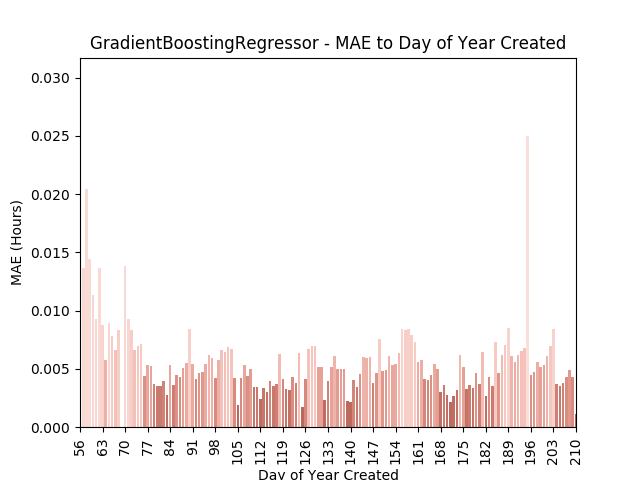 GradientBoostingRegressor - MAE to Day of Year Created
MAE (Hours)
0.030
0.025
0.020
0.015
0.010
0.005
0.000
56 63 70 77 84 91 98 105 112 119 126 133 140 147 154 161 168 175 182 189 196 203 210
Day of Year Created